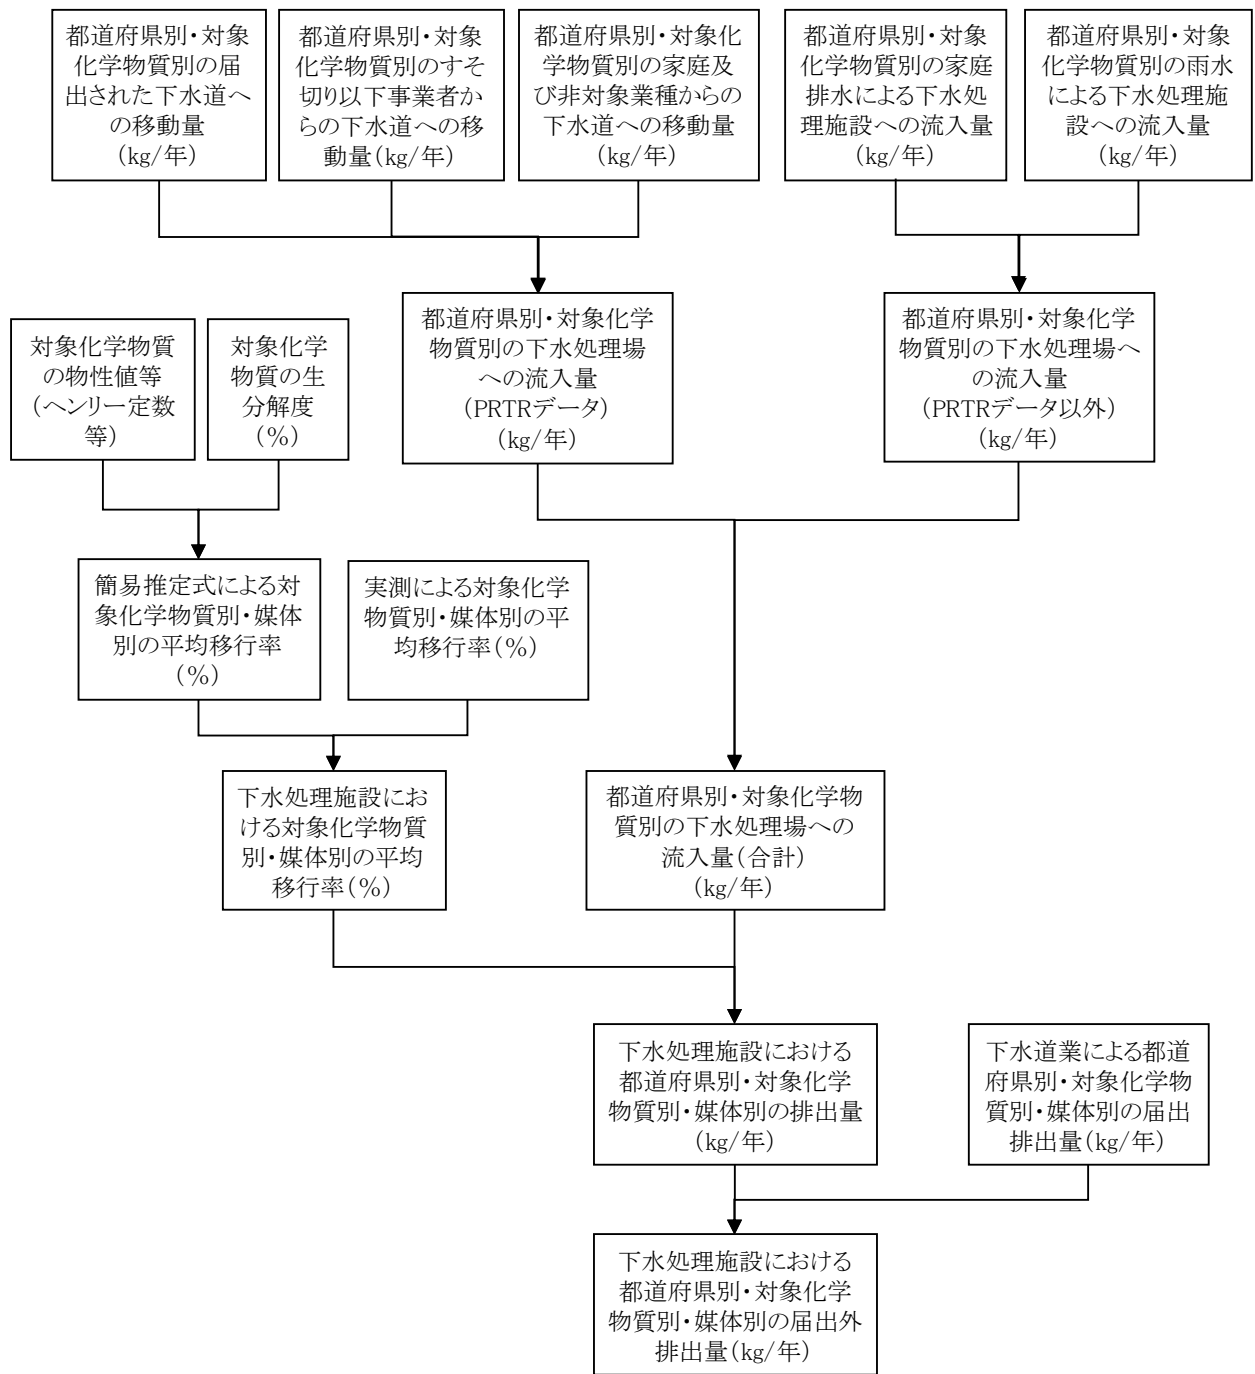 都道府県別・対象
化学物質別の届
出された下水道へ
の移動量
(kg/年)
都道府県別・対象
化学物質別のすそ
切り以下事業者か
らの下水道への移
動量(kg/年)
都道府県別・対象化
学物質別の家庭及
び非対象業種からの
下水道への移動量
(kg/年)
都道府県別・対象
化学物質別の家庭
排水による下水処
理施設への流入量
(kg/年)
都道府県別・対象
化学物質別の雨水
による下水処理施
設への流入量
(kg/年)
対象化学物質
の物性値等
(ヘンリー定数
等)
対象化学
物質の生
分解度
(%)
都道府県別・対象化学
物質別の下水処理場
への流入量
(PRTRデータ)
(kg/年)
都道府県別・対象化学
物質別の下水処理場へ
の流入量
(PRTRデータ以外)
(kg/年)
簡易推定式による対
象化学物質別・媒体
別の平均移行率
(%)
実測による対象化学
物質別・媒体別の平
均移行率(%)
下水処理施設にお
ける対象化学物質
別・媒体別の平均
移行率(%)
都道府県別・対象化学物
質別の下水処理場への
流入量(合計)
(kg/年)
下水処理施設における
都道府県別・対象化学
物質別・媒体別の排出量
(kg/年)
下水道業による都道
府県別・対象化学物
質別・媒体別の届出
排出量(kg/年)
下水処理施設における
都道府県別・対象化学
物質別・媒体別の届出外
排出量(kg/年)